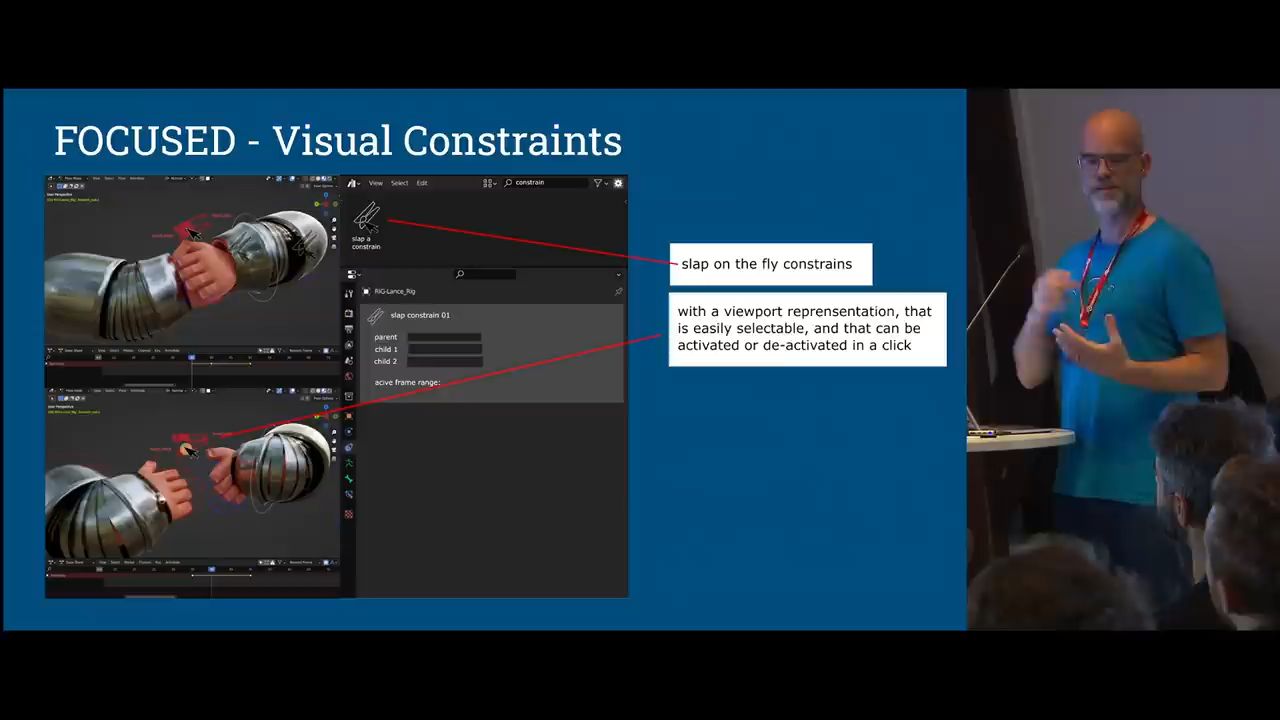 FOCUSED - Visual Constraints
View Select Edit
constrain
slap a
constrain
RIG-Lance_Rig
slap constrain 01
parent
child 1
child 2
acive frame range:
slap on the fly constrains
with a viewport reprensentation, that
is easily selectable, and that can be
activated or de-activated in a click